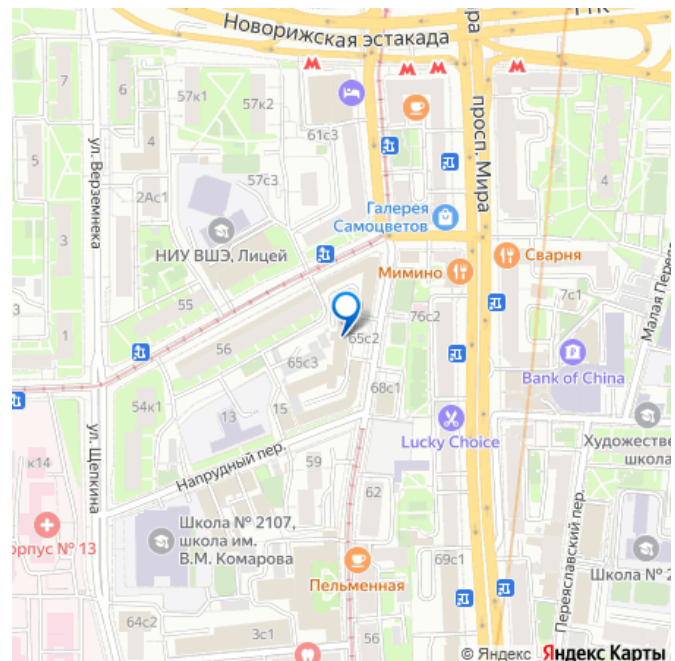 Новорижская эстакада
ТТК
7
6
57к1
57к2
61с3
4
5
2Ас1
57с3
ул. Верземнека
просп. Мира
4
Галерея
Самоцветов
НИУ ВШЭ, Лицей
3
Мимино
Сварня
55
7с1
Малая Перея
1
56
65с3
65с2
76с2
Bank of China
54к1
13
15
68с1
Lucky Choice
Художестве
школа
к14
ул. Щепкина
Напрудный пер.
59
62
Школа № 2107,
школа им.
В.М. Комарова
орпус № 13
69с1
Пельменная
Переяславский пер.
Школа № 2
64с2
3с1
56
© Яндекс Яндекс Карты